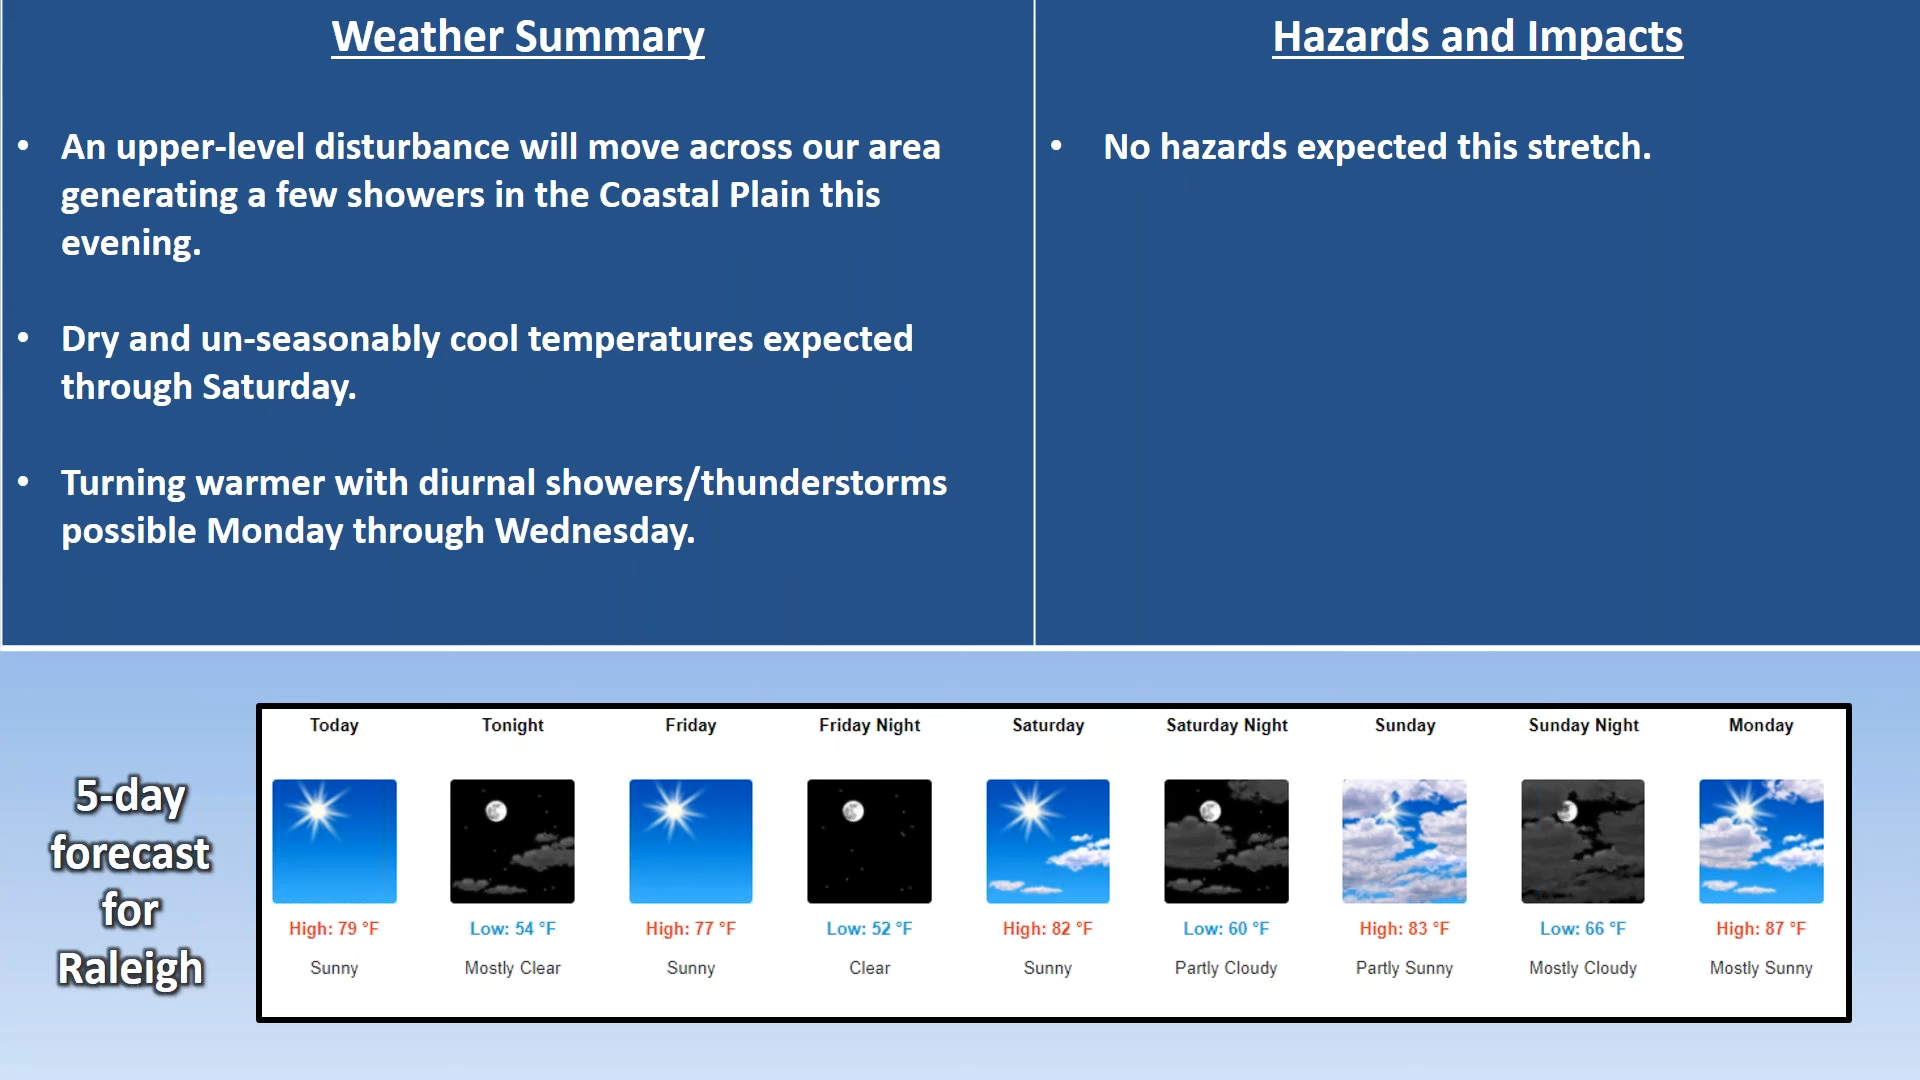 Weather Summary
• An upper-level disturbance will move across our area
generating a few showers in the Coastal Plain this
evening.
• Dry and un-seasonably cool temperatures expected
through Saturday.
• Turning warmer with diurnal showers/thunderstorms
possible Monday through Wednesday.
Hazards and Impacts
• No hazards expected this stretch.
5-day
forecast
for
Raleigh
Today Tonight Friday Friday Night Saturday Saturday Night Sunday Sunday Night Monday
High: 79 °F Low: 54 °F High: 77 °F Low: 52 °F High: 82 °F Low: 60 °F High: 83 °F Low: 66 °F High: 87 °F
Sunny Mostly Clear Sunny Clear Sunny Partly Cloudy Partly Sunny Mostly Cloudy Mostly Sunny